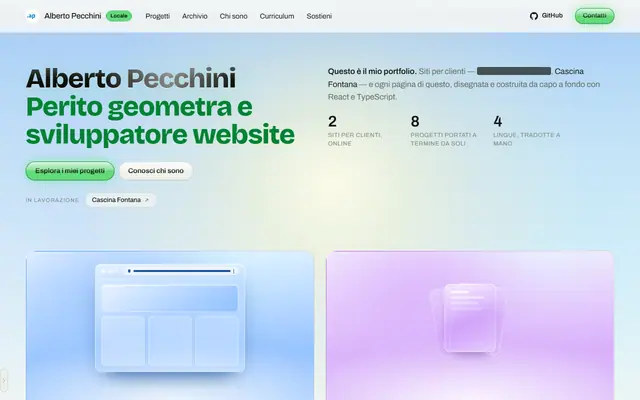 .ap Alberto Pecchini Locale Progetti Archivio Chi sono Curriculum Sostieni GitHub Contatti
Alberto Pecchini
Perito geometra e
sviluppatore website
Esplora i miei progetti Conosci chi sono
IN LAVORAZIONE Cascina Fontana ↗
Questo è il mio portfolio. Siti per clienti — , Cascina
Fontana — e ogni pagina di questo, disegnata e costruita da capo a fondo con
React e TypeScript.
2 8 4
SITI PER CLIENTI, PROGETTI PORTATI A LINGUE, TRADOTTE A
ONLINE TERMINE DA SOLI MANO